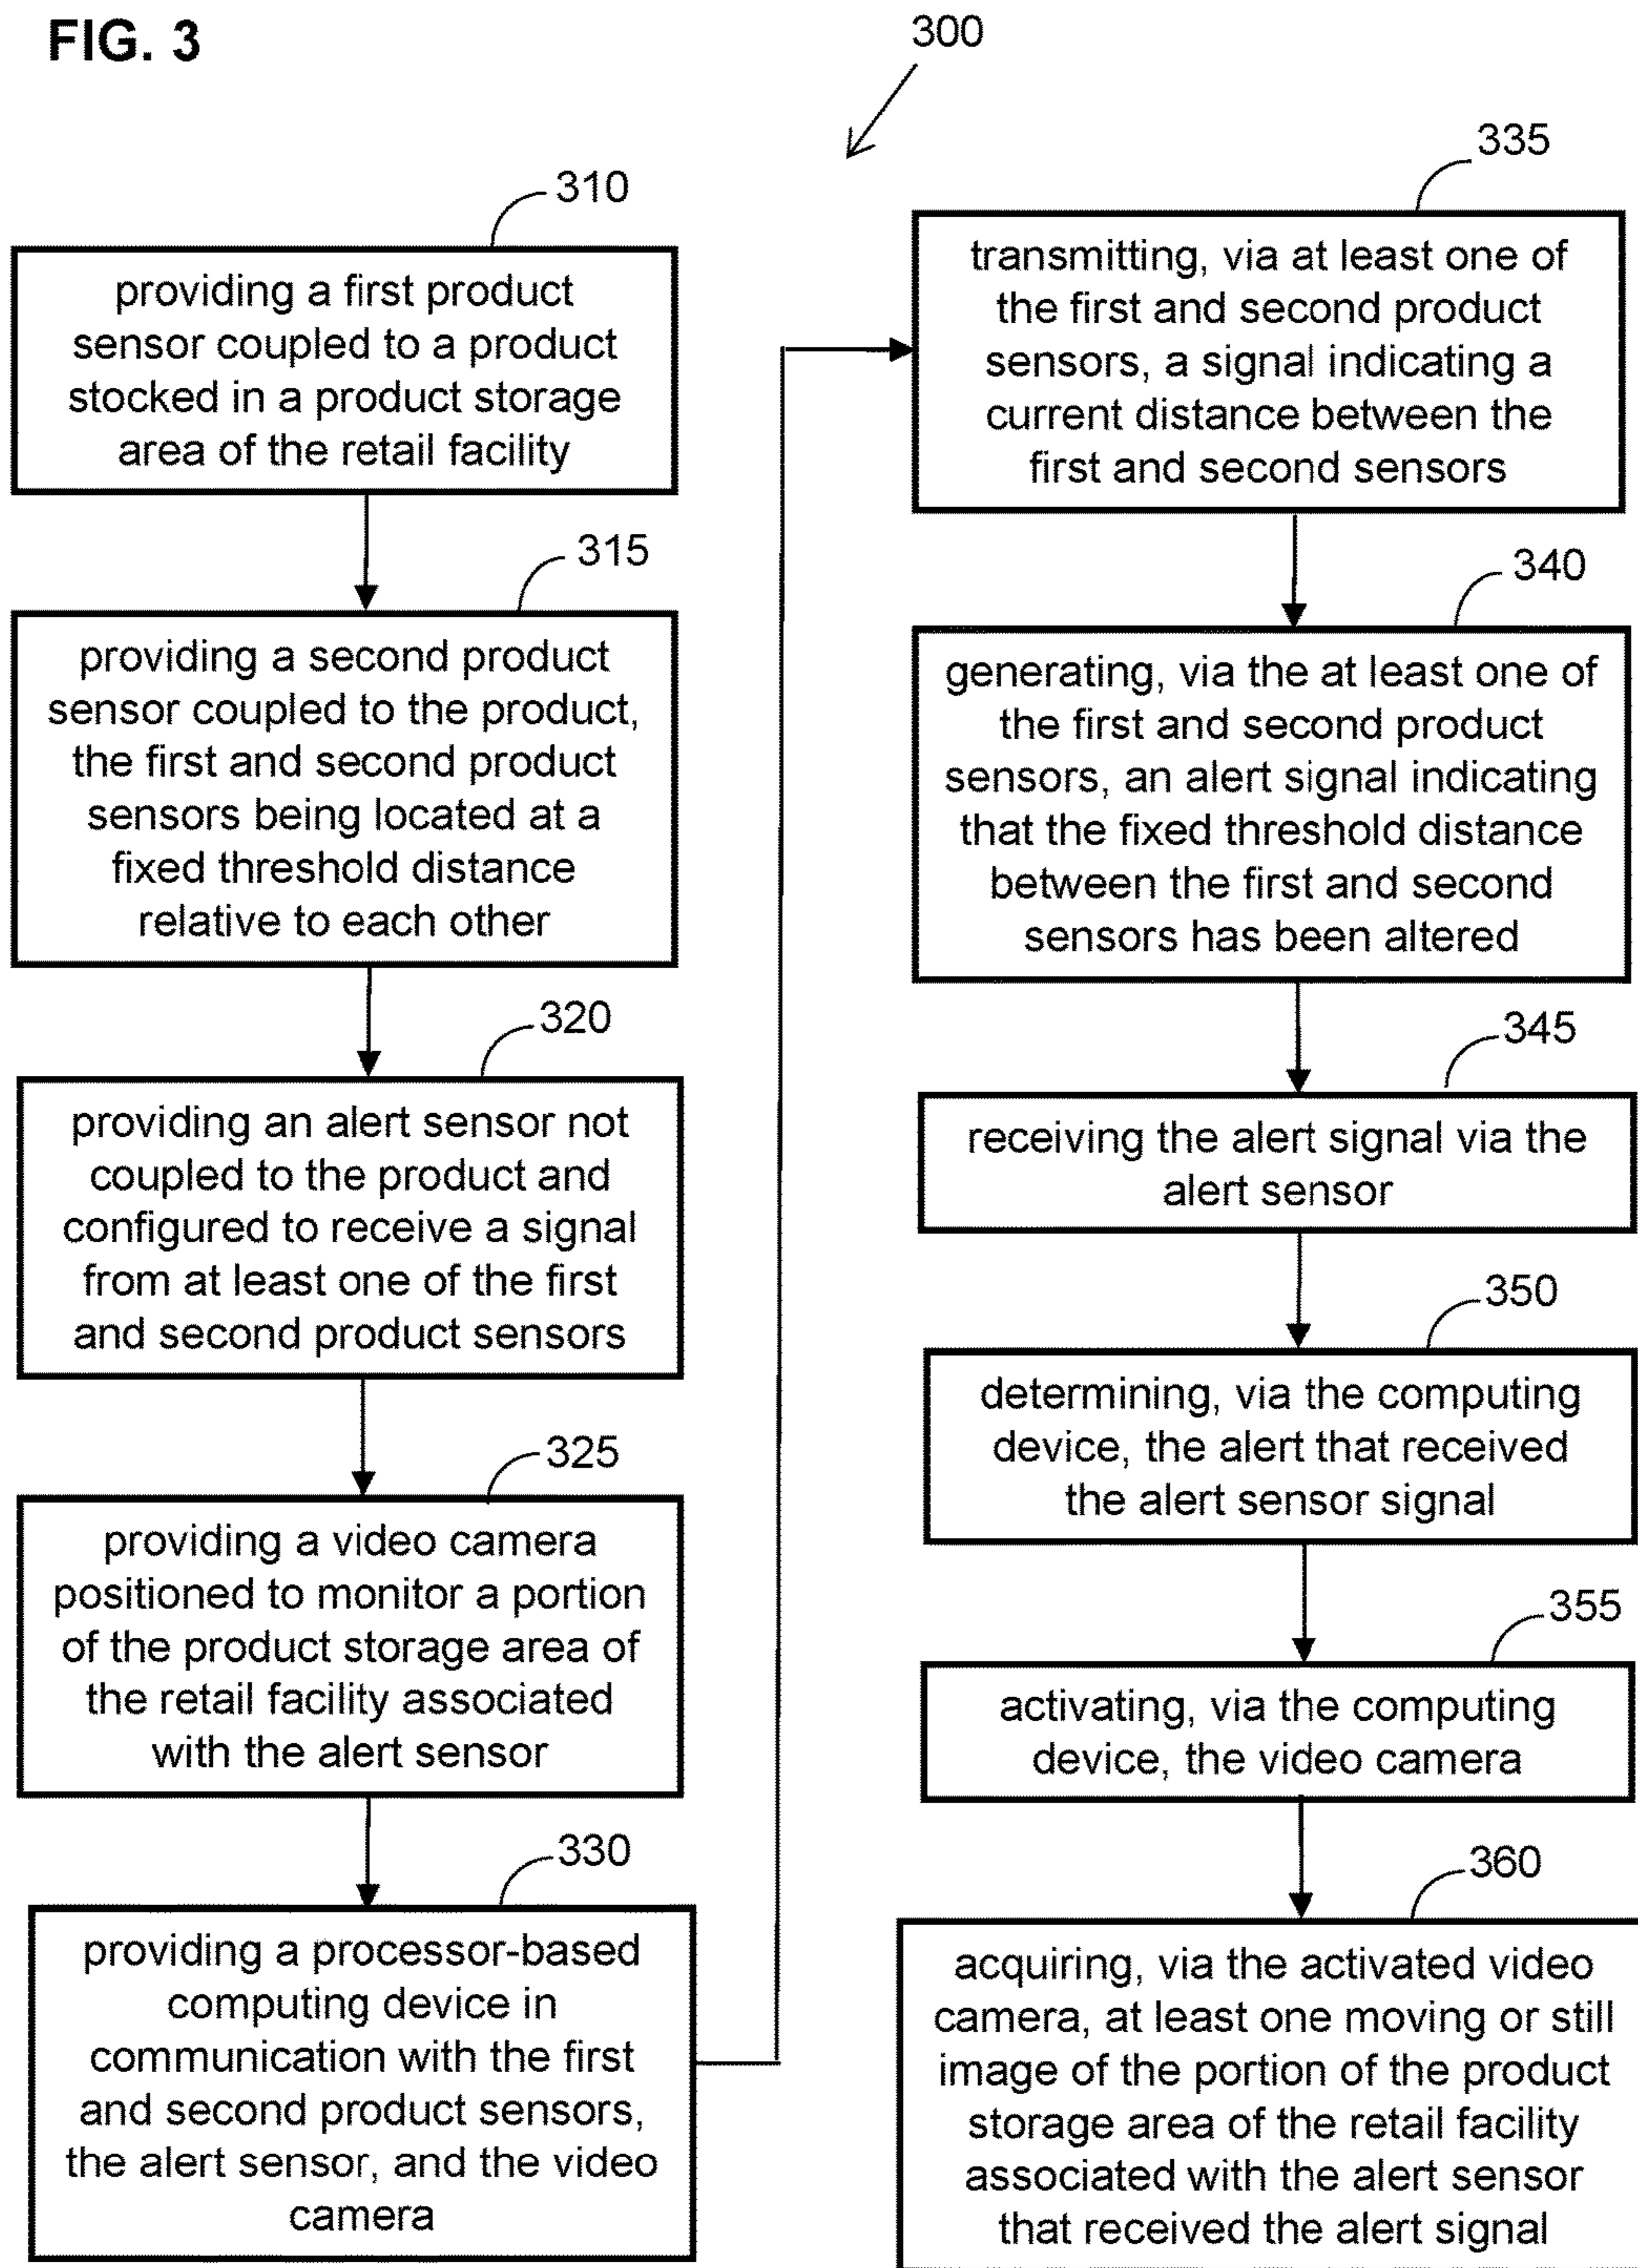 FIG. 3
300
310
providing a first product
sensor coupled to a product
stocked in a product storage
area of the retail facility
315
providing a second product
sensor coupled to the product,
the first and second product
sensors being located at a
fixed threshold distance
relative to each other
320
providing an alert sensor not
coupled to the product and
configured to receive a signal
from at least one of the first
and second product sensors
325
providing a video camera
positioned to monitor a portion
of the product storage area of
the retail facility associated
with the alert sensor
330
providing a processor-based
computing device in
communication with the first
and second product sensors,
the alert sensor, and the video
camera
335
transmitting, via at least one of
the first and second product
sensors, a signal indicating a
current distance between the
first and second sensors
340
generating, via the at least one of
the first and second product
sensors, an alert signal indicating
that the fixed threshold distance
between the first and second
sensors has been altered
345
receiving the alert signal via the
alert sensor
350
determining, via the computing
device, the alert that received
the alert sensor signal
355
activating, via the computing
device, the video camera
360
acquiring, via the activated video
camera, at least one moving or still
image of the portion of the product
storage area of the retail facility
associated with the alert sensor
that received the alert signal